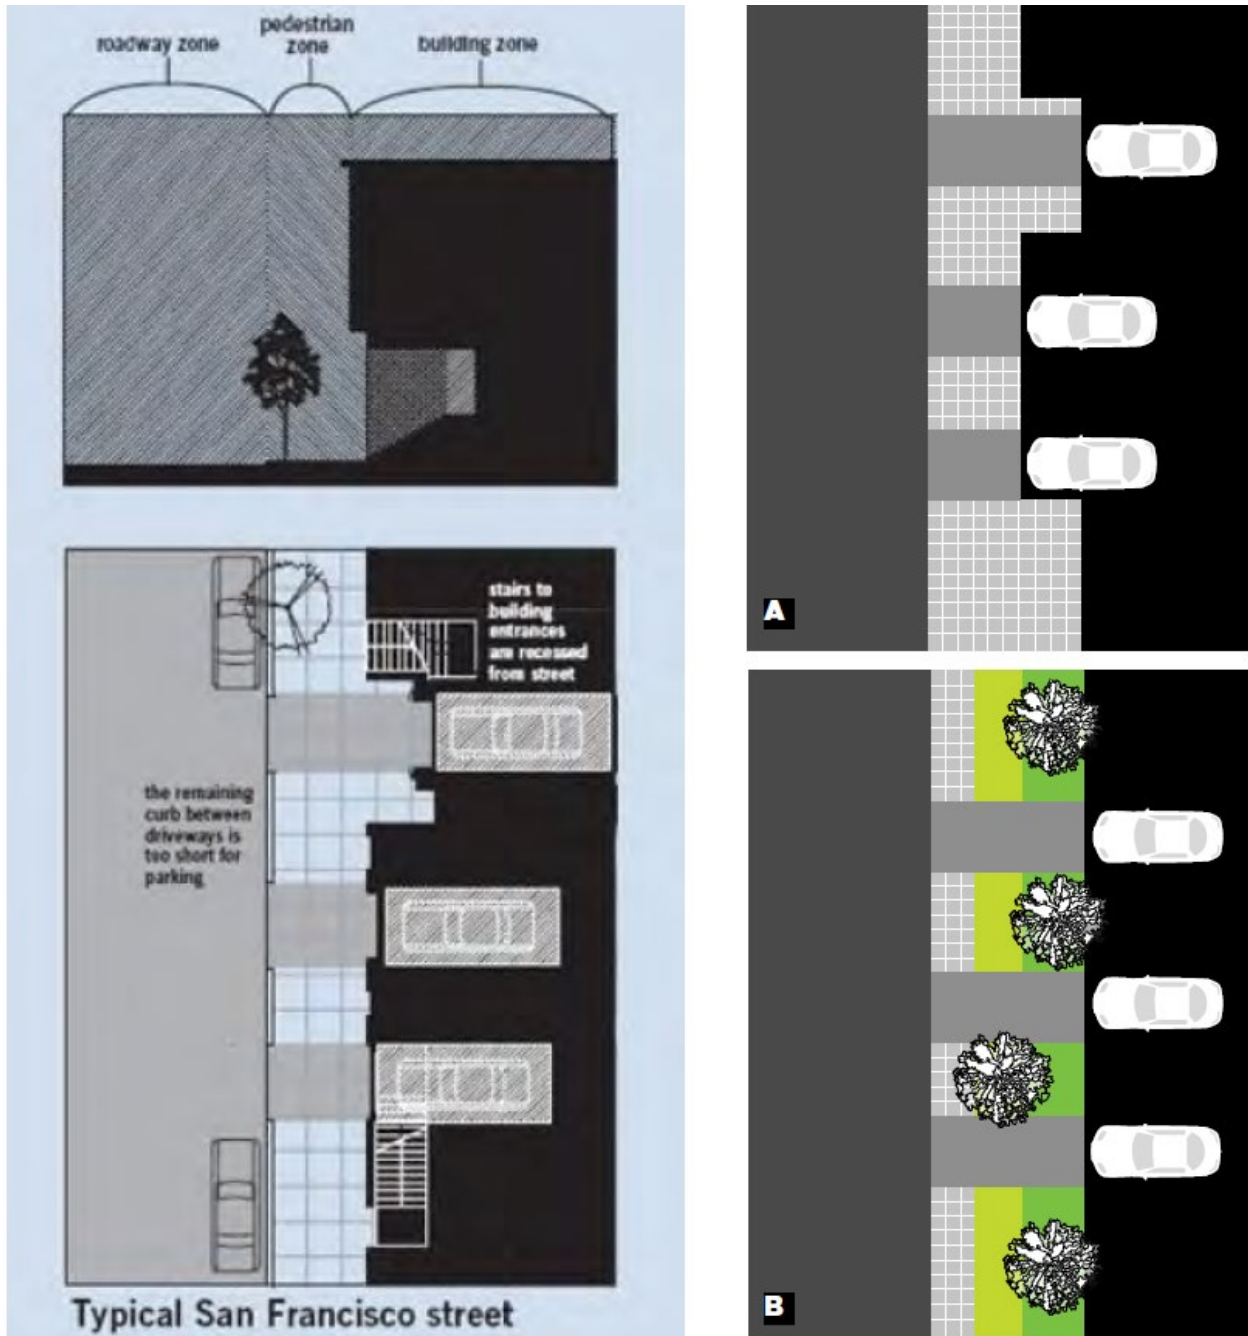 roadway zone
pedestrian
zone
building zone
stairs to
building
entrances
are recessed
from street
the remaining
curb between
driveways is
too short for
parking
Typical San Francisco street
A
B